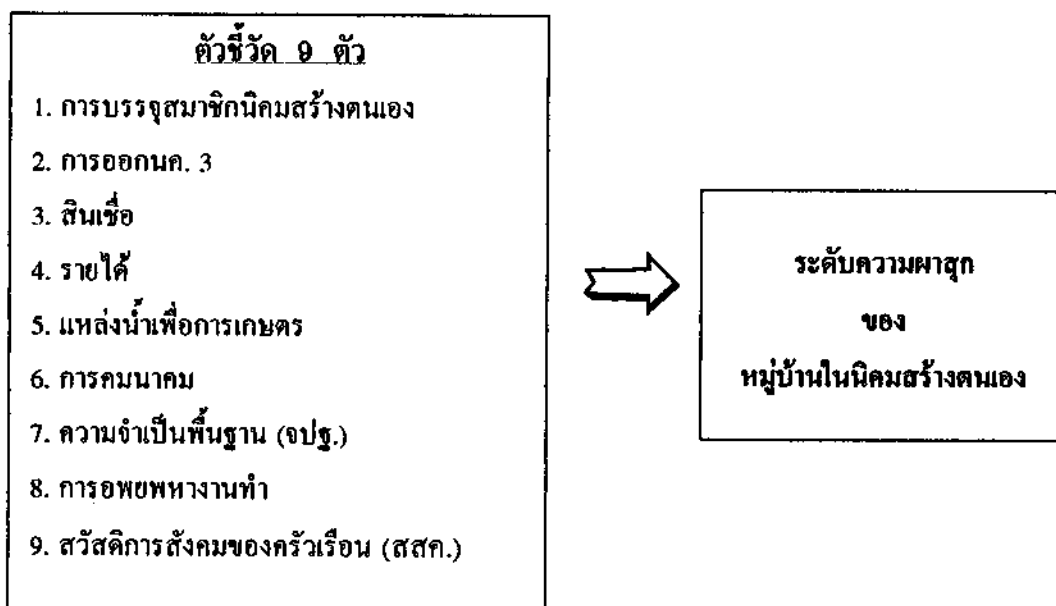 ตัวชี้วัด 9 ตัว
1. การบรรจุสมาชิกนิคมสร้างตนเอง
2. การออกนค. 3
3. สินเชื่อ
4. รายได้
5. แหล่งน้ำเพื่อการเกษตร
6. การคมนาคม
7. ความจำเป็นพื้นฐาน (จปฐ.)
8. การอพยพหางานทำ
9. สวัสดิการสังคมของครัวเรือน (สสค.)
ระดับความผาสุก
ของ
หมู่บ้านในนิคมสร้างตนเอง